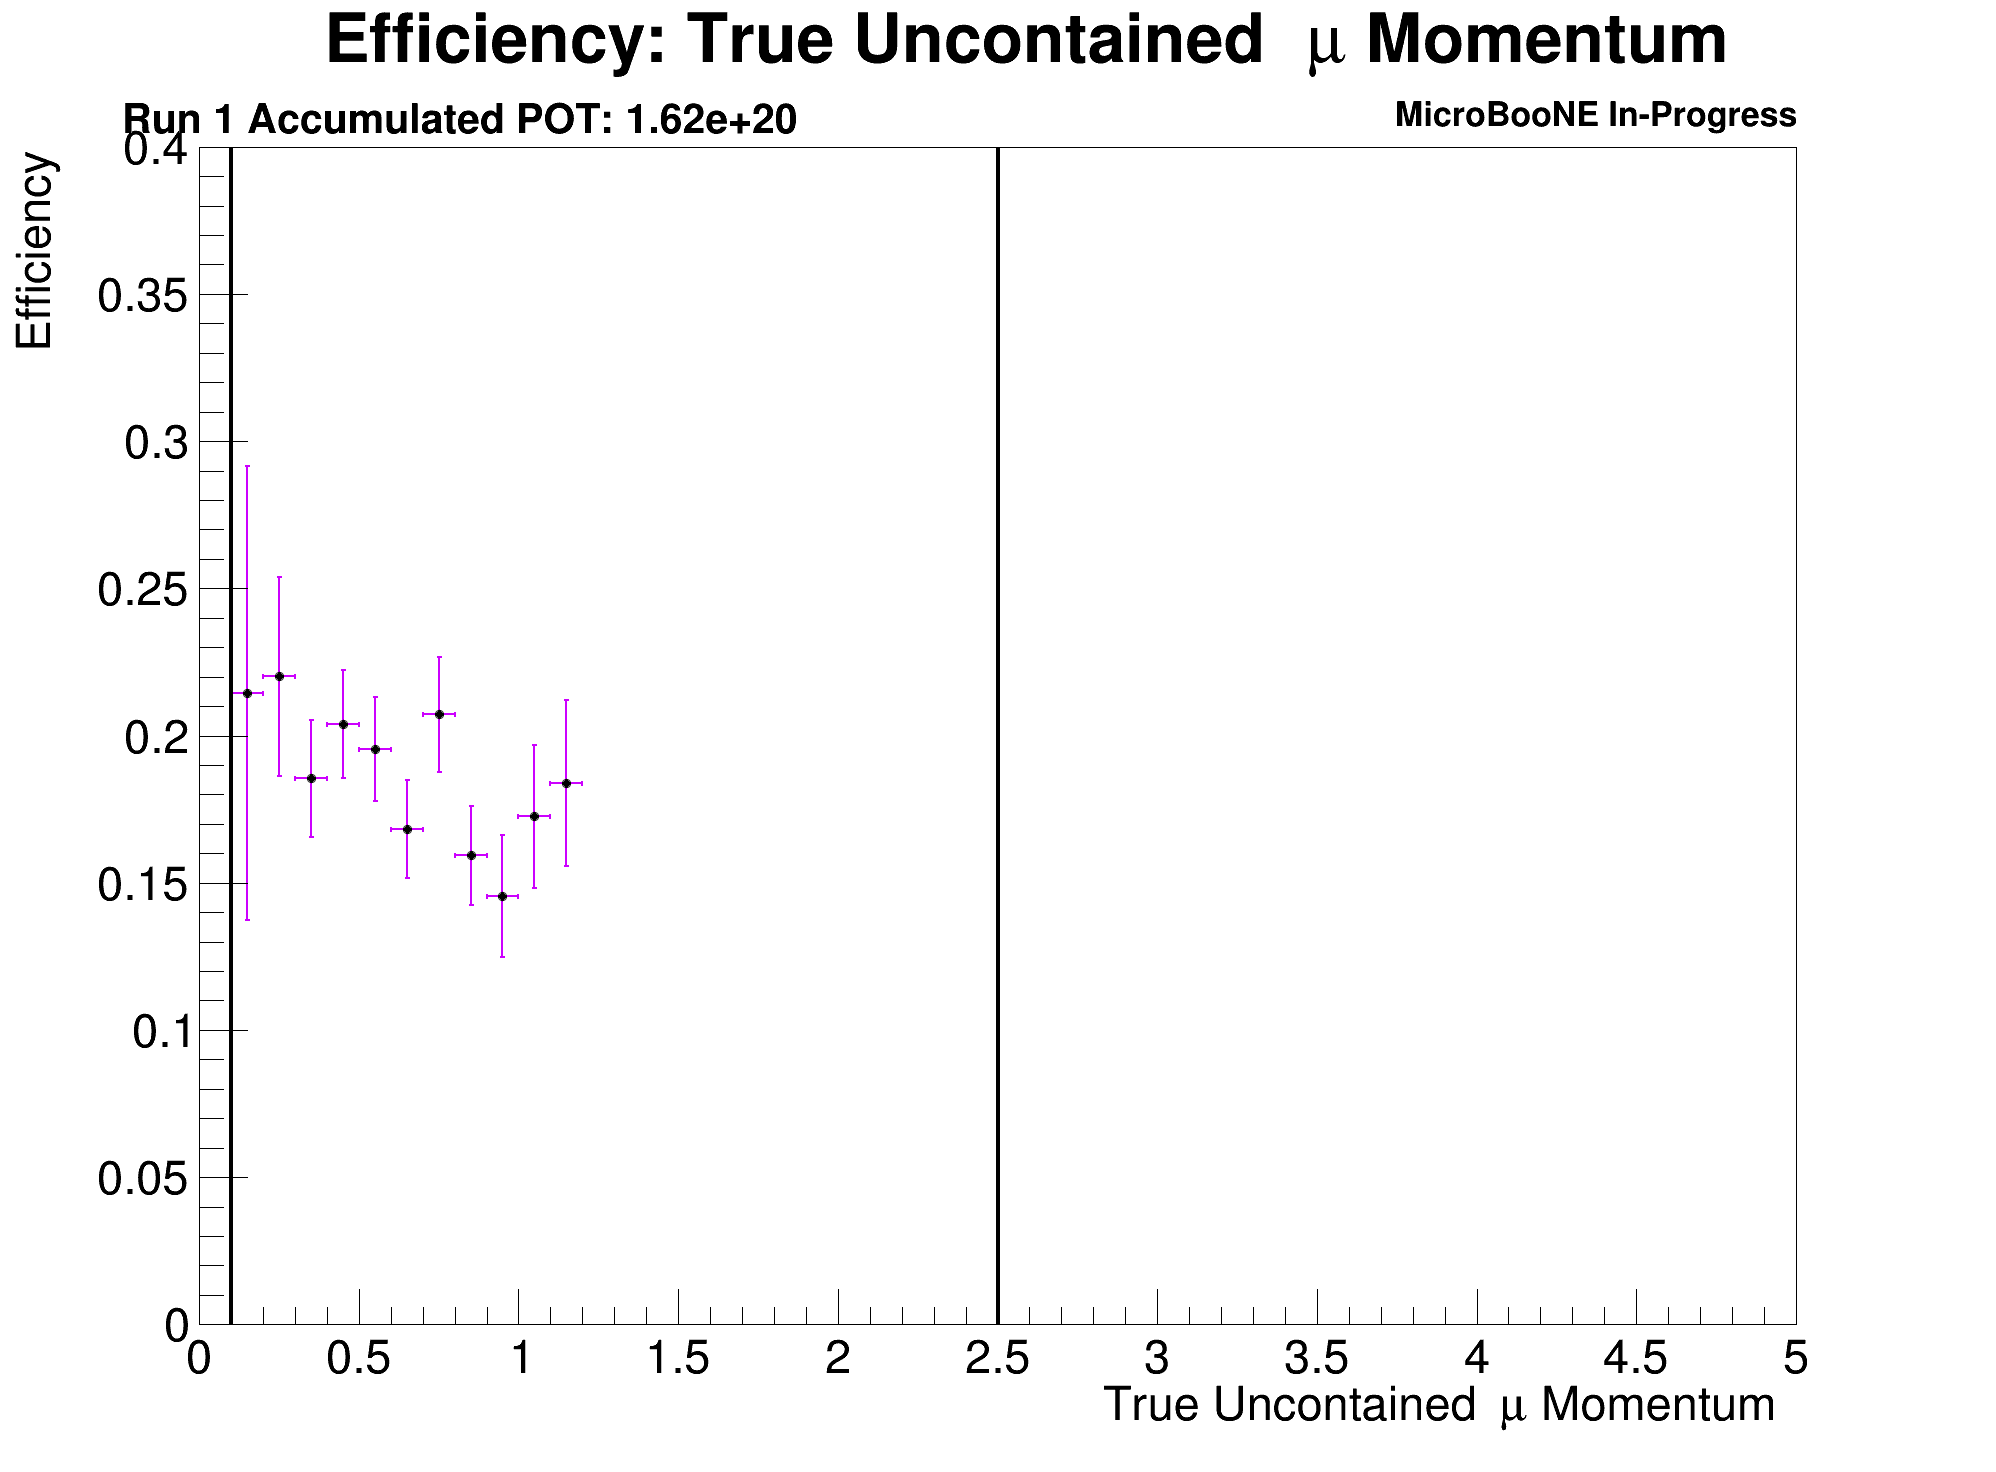 Efficiency: True Uncontained μ Momentum
Run 1 Accumulated POT: 1.62e+20
MicroBooNE In-Progress
Efficiency
0.4
0.35
0.3
0.25
0.2
0.15
0.1
0.05
0
0 0.5 1 1.5 2 2.5 3 3.5 4 4.5 5
True Uncontained μ Momentum